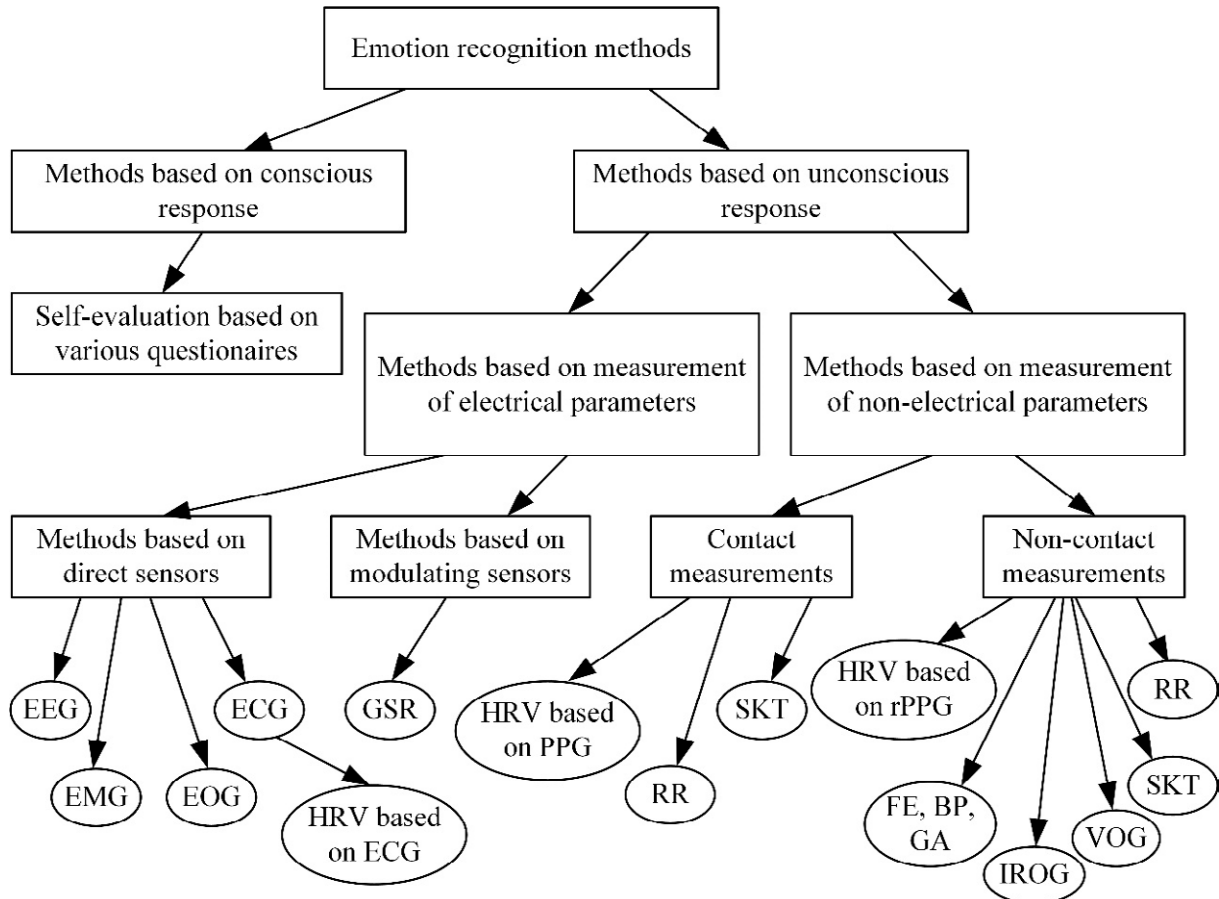 Emotion recognition methods
Methods based on conscious
response
Methods based on unconscious
response
Self-evaluation based on
various questionaires
Methods based on measurement
of electrical parameters
Methods based on measurement
of non-electrical parameters
Methods based on
direct sensors
Methods based on
modulating sensors
Contact
measurements
Non-contact
measurements
EEG
EMG
EOG
ECG
HRV based
on ECG
GSR
HRV based
on PPG
RR
SKT
HRV based
on rPPG
FE, BP,
GA
IROG
VOG
SKT
RR